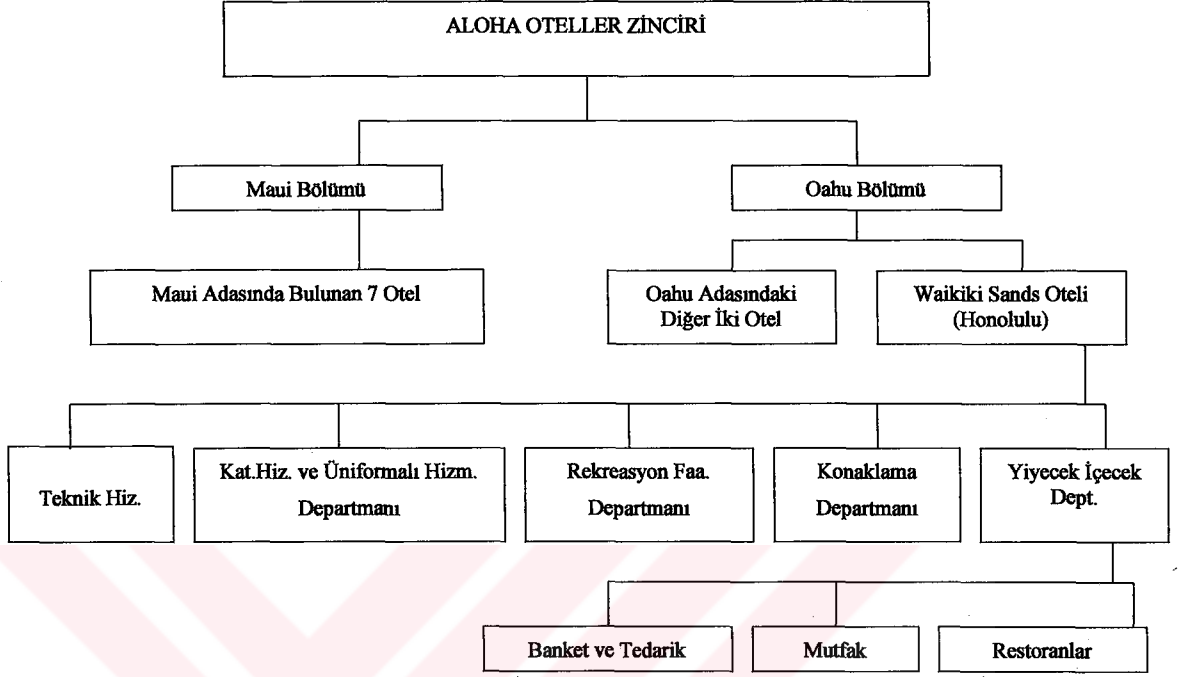 ALOHA OTELLER ZİNCİRİ
Maui Bölümü
Oahu Bölümü
Maui Adasında Bulunan 7 Otel
Oahu Adasındaki
Diğer İki Otel
Waikiki Sands Oteli
(Honolulu)
Teknik Hiz.
Kat.Hiz. ve Üniformalı Hizm.
Departmanı
Rekreasyon Faa.
Departmanı
Konaklama
Departmanı
Yiyecek İçecek
Dept.
Banket ve Tedarik
Mutfak
Restoranlar